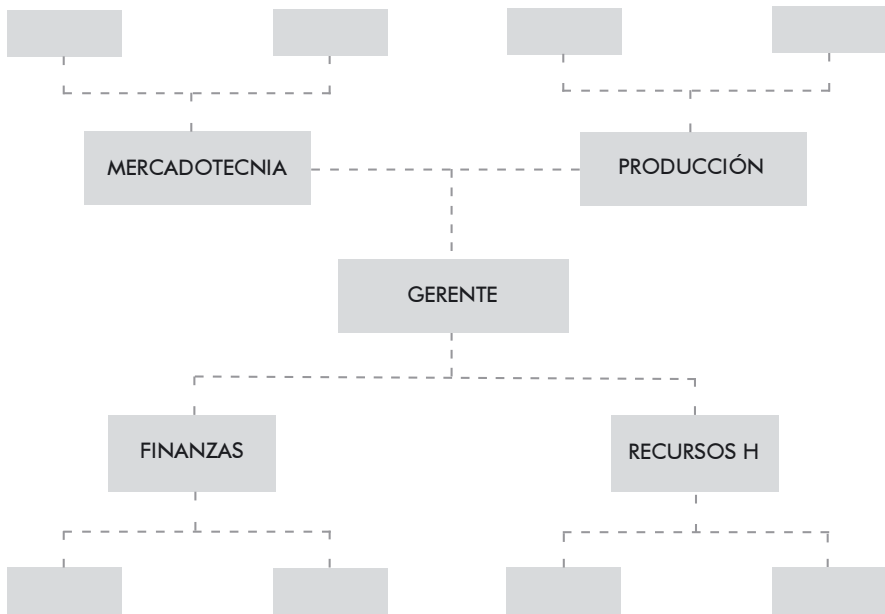 MERCADOTECNIA
PRODUCCIÓN
GERENTE
FINANZAS
RECURSOS H